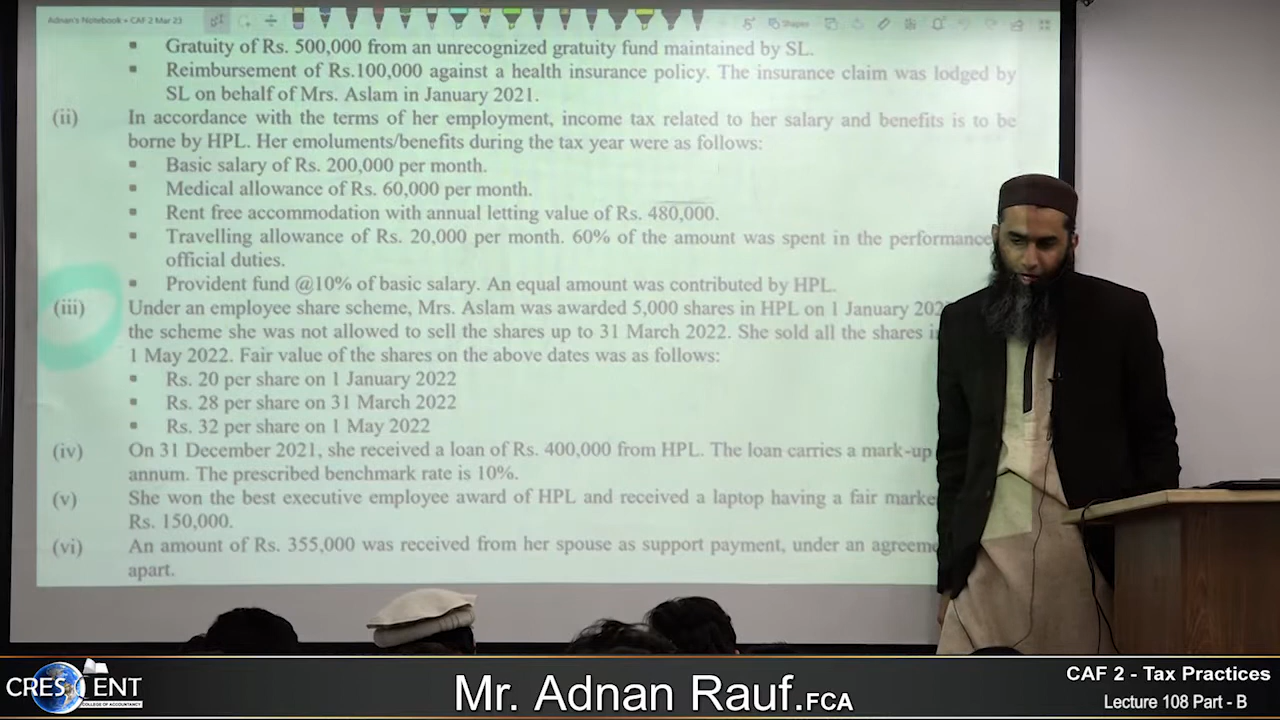 Adnan's Notebook • CAF 2 Mar 23
Shapes
▪ Gratuity of Rs. 500,000 from an unrecognized gratuity fund maintained by SL.
▪ Reimbursement of Rs.100,000 against a health insurance policy. The insurance claim was lodged by
SL on behalf of Mrs. Aslam in January 2021.
(ii) In accordance with the terms of her employment, income tax related to her salary and benefits is to be
borne by HPL. Her emoluments/benefits during the tax year were as follows:
▪ Basic salary of Rs. 200,000 per month.
▪ Medical allowance of Rs. 60,000 per month.
▪ Rent free accommodation with annual letting value of Rs. 480,000.
▪ Travelling allowance of Rs. 20,000 per month. 60% of the amount was spent in the performance
official duties.
▪ Provident fund @10% of basic salary. An equal amount was contributed by HPL.
(iii) Under an employee share scheme, Mrs. Aslam was awarded 5,000 shares in HPL on 1 January 202
the scheme she was not allowed to sell the shares up to 31 March 2022. She sold all the shares
1 May 2022. Fair value of the shares on the above dates was as follows:
▪ Rs. 20 per share on 1 January 2022
▪ Rs. 28 per share on 31 March 2022
▪ Rs. 32 per share on 1 May 2022
(iv) On 31 December 2021, she received a loan of Rs. 400,000 from HPL. The loan carries a mark-up
annum. The prescribed benchmark rate is 10%.
(v) She won the best executive employee award of HPL and received a laptop having a fair marke
Rs. 150,000.
(vi) An amount of Rs. 355,000 was received from her spouse as support payment, under an agreeme
apart.
CRESCENT
COLLEGE OF ACCOUNTANCY
Mr. Adnan Rauf.FCA
CAF 2 - Tax Practices
Lecture 108 Part - B